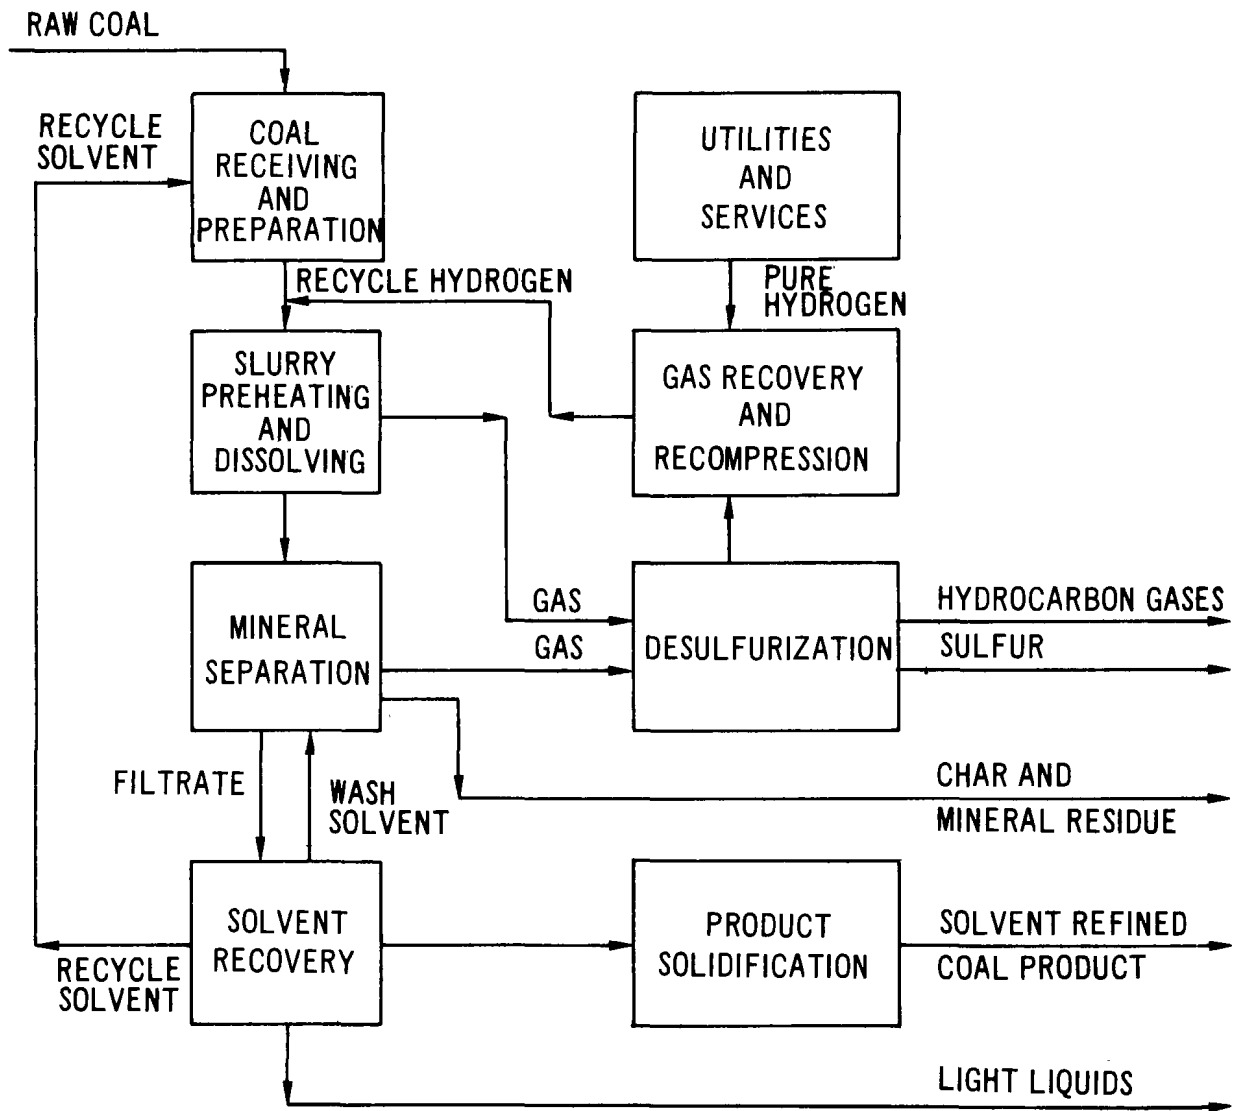 RAW COAL
RECYCLE
SOLVENT
COAL
RECEIVING
AND
PREPARATION
UTILITIES
AND
SERVICES
RECYCLE HYDROGEN
PURE
HYDROGEN
SLURRY
PREHEATING
AND
DISSOLVING
GAS RECOVERY
AND
RECOMPRESSION
MINERAL
SEPARATION
GAS
GAS
DESULFURIZATION
HYDROCARBON GASES
SULFUR
FILTRATE
WASH
SOLVENT
CHAR AND
MINERAL RESIDUE
SOLVENT
RECOVERY
RECYCLE
SOLVENT
PRODUCT
SOLIDIFICATION
SOLVENT REFINED
COAL PRODUCT
LIGHT LIQUIDS